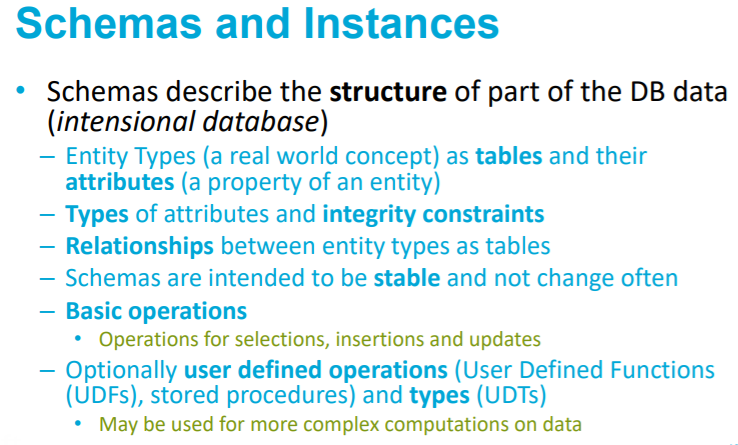 Schemas and Instances
• Schemas describe the structure of part of the DB data
(intensional database)
– Entity Types (a real world concept) as tables and their
attributes (a property of an entity)
– Types of attributes and integrity constraints
– Relationships between entity types as tables
– Schemas are intended to be stable and not change often
– Basic operations
• Operations for selections, insertions and updates
– Optionally user defined operations (User Defined Functions
(UDFs), stored procedures) and types (UDTs)
• May be used for more complex computations on data